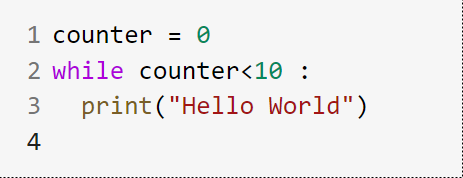 1 counter = 0
2 while counter<10 :
3   print("Hello World")
4